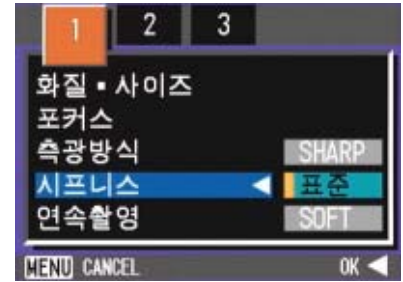 1 2 3
화질▪사이즈
포커스
측광방식 SHARP
시프니스 ◀ 표준
연속촬영 SOFT
MENU CANCEL OK ◀